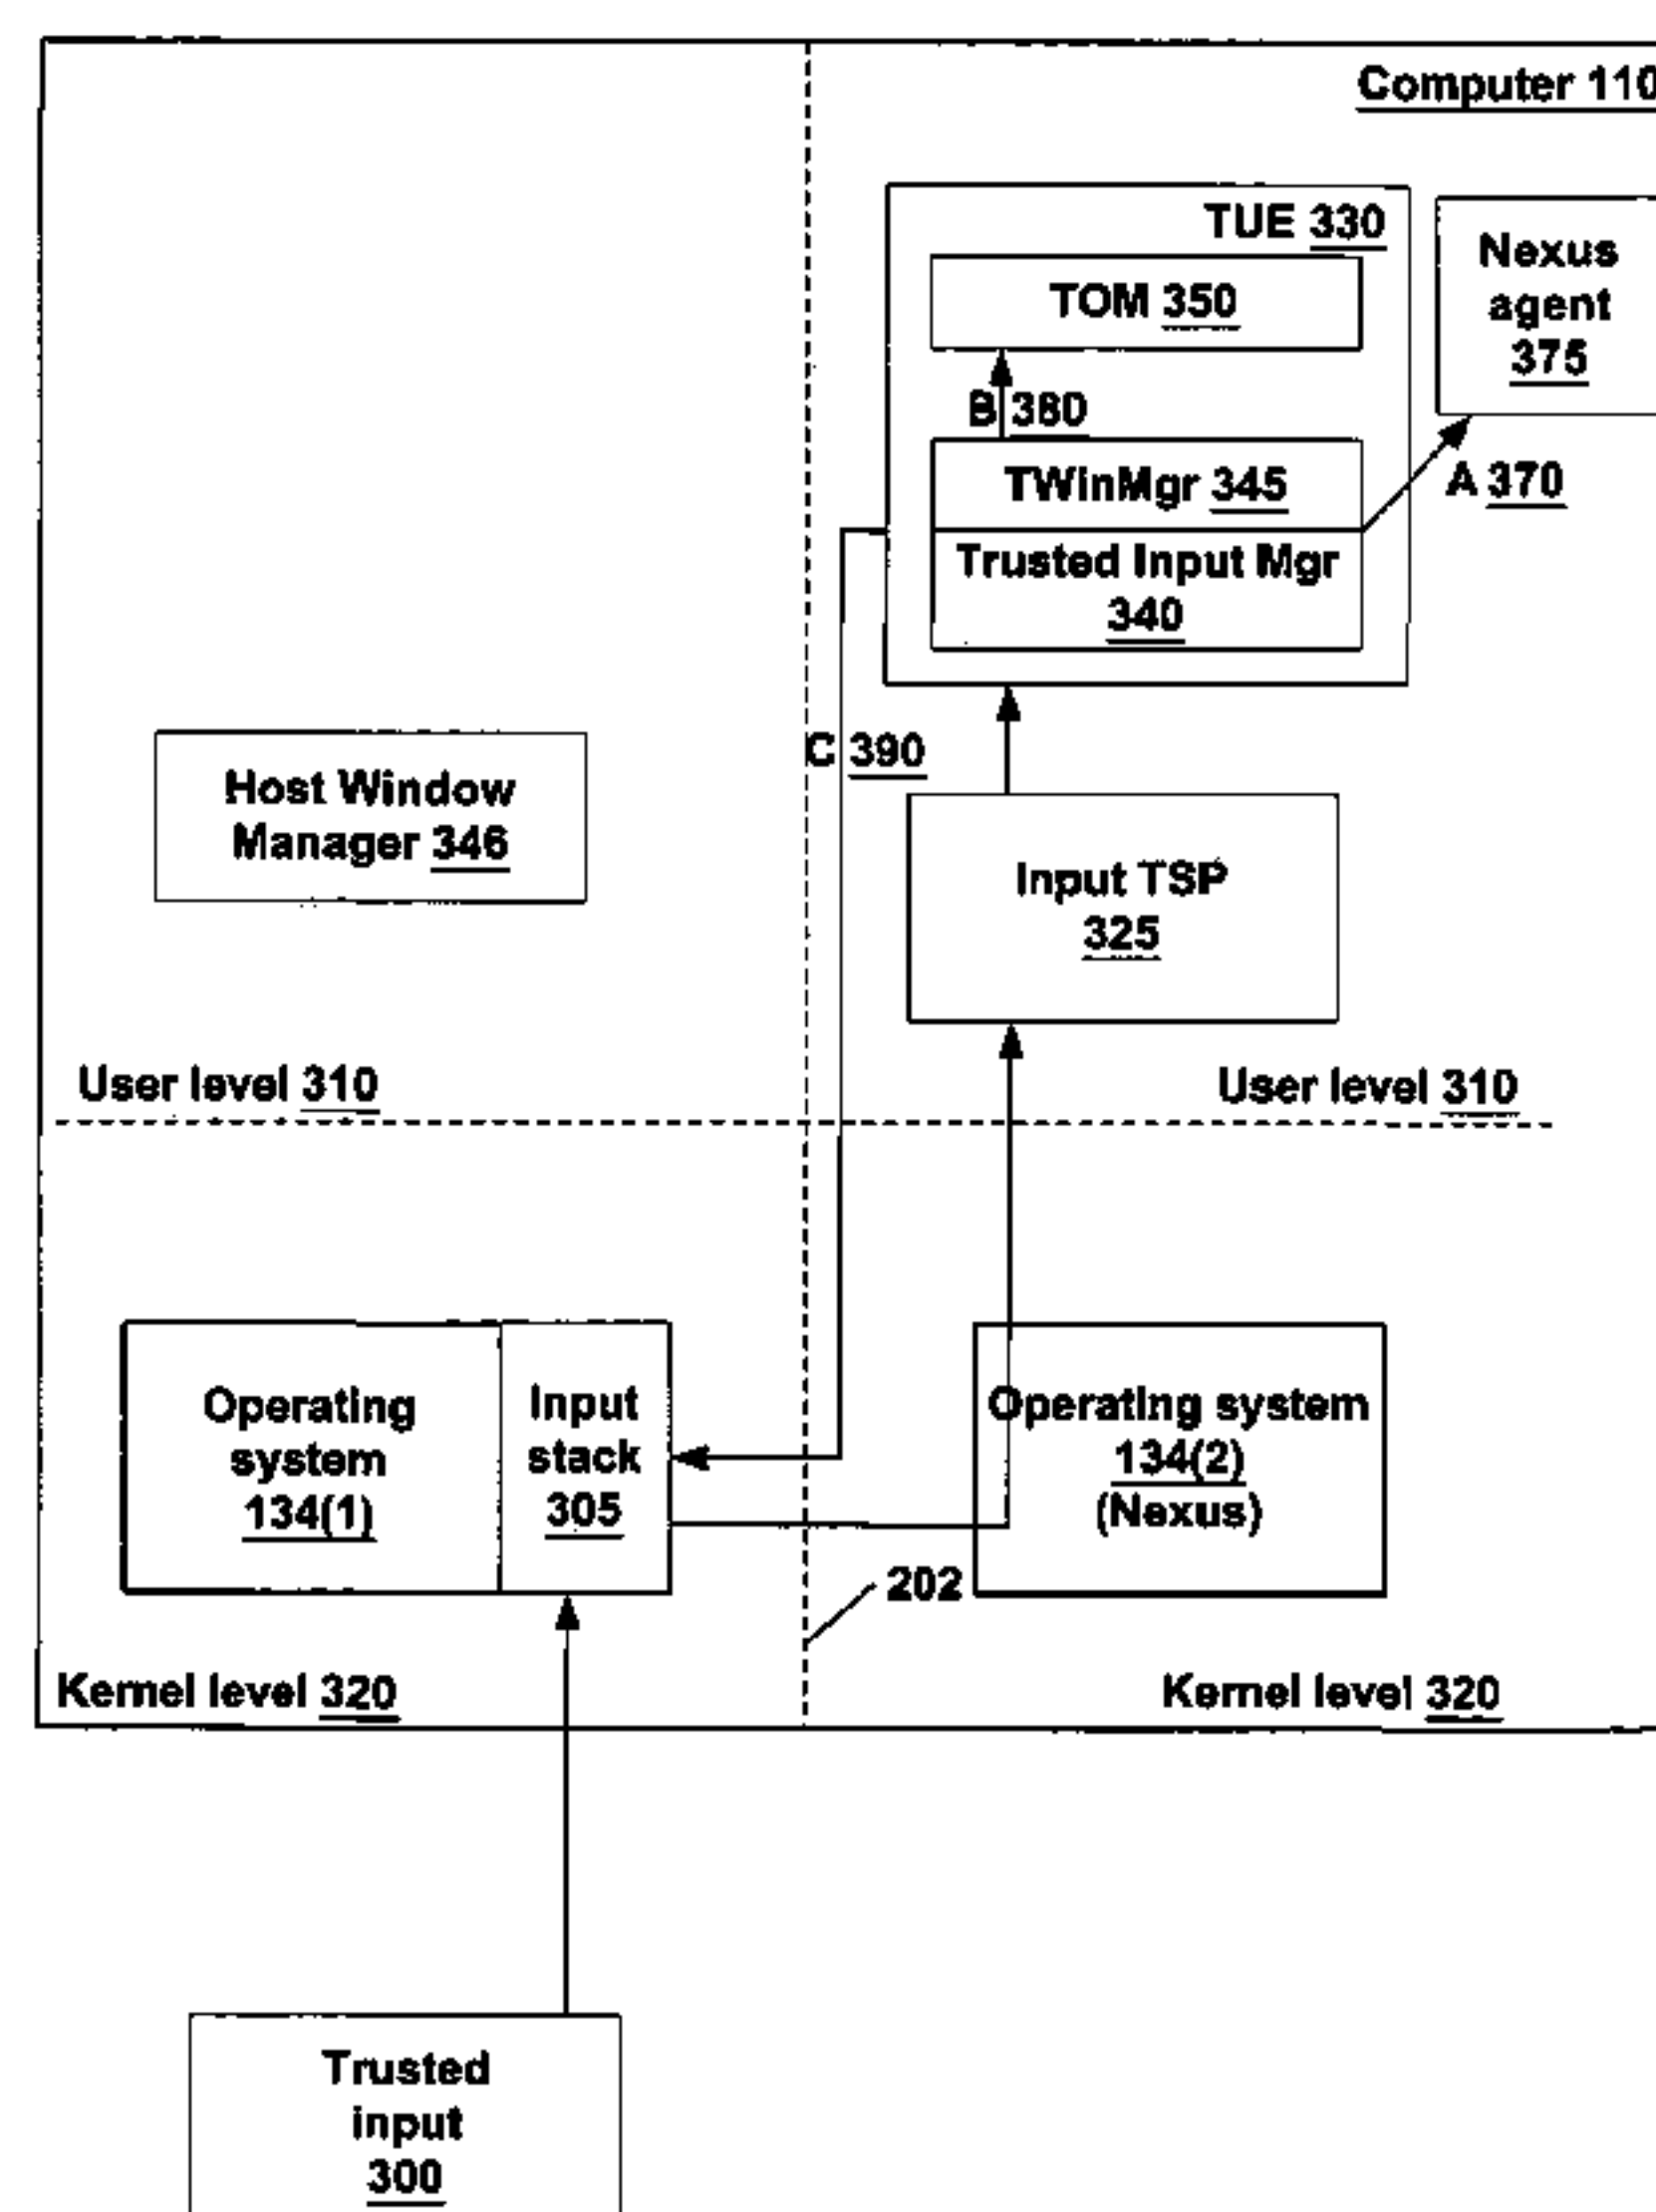 Computer 110
TUE 330
TOM 350
Nexus
agent
375
B 380
TWinMgr 345
A 370
Trusted Input Mgr
340
C 390
Host Window
Manager 346
Input TSP
325
User level 310
User level 310
Operating
system
134(1)
Input
stack
305
Operating system
134(2)
(Nexus)
202
Kernel level 320
Kernel level 320
Trusted
input
300